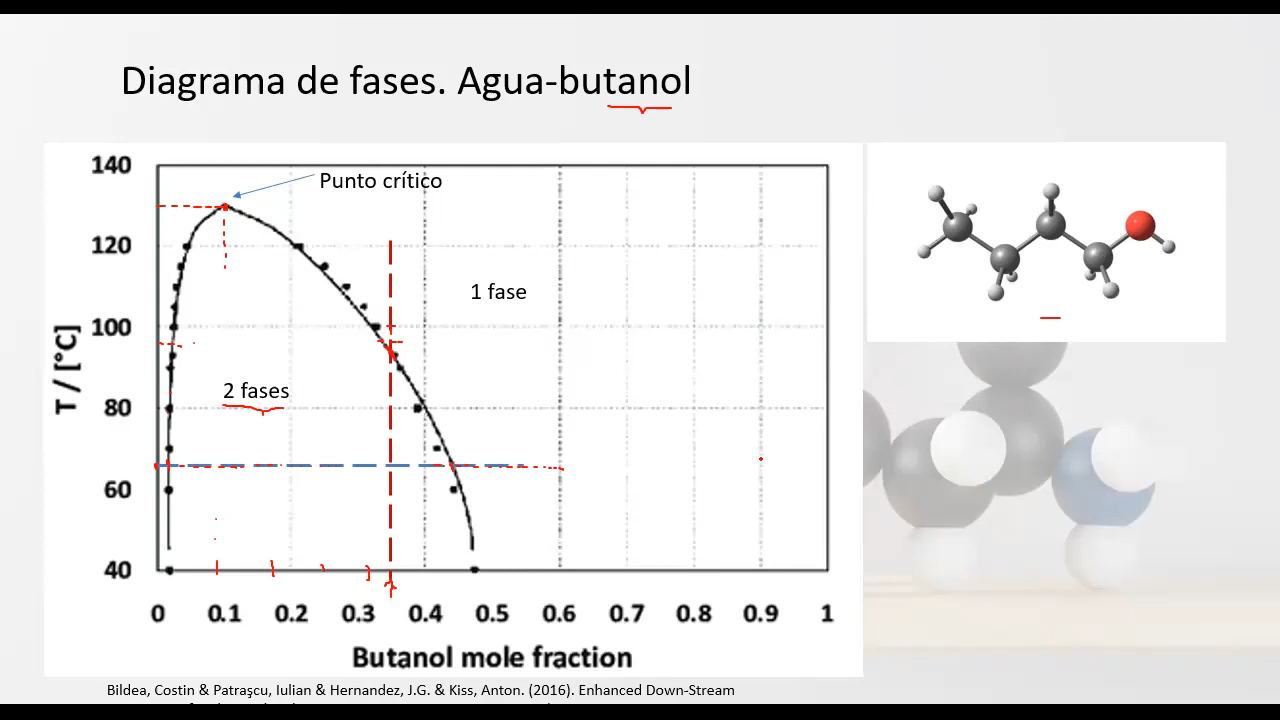 Diagrama de fases. Agua-butanol
140
Punto crítico
120
1 fase
100
T / [°C]
2 fases
80
60
40
0 0.1 0.2 0.3 0.4 0.5 0.6 0.7 0.8 0.9 1
Butanol mole fraction
Bildea, Costin & Patraşcu, Iulian & Hernandez, J.G. & Kiss, Anton. (2016). Enhanced Down-Stream